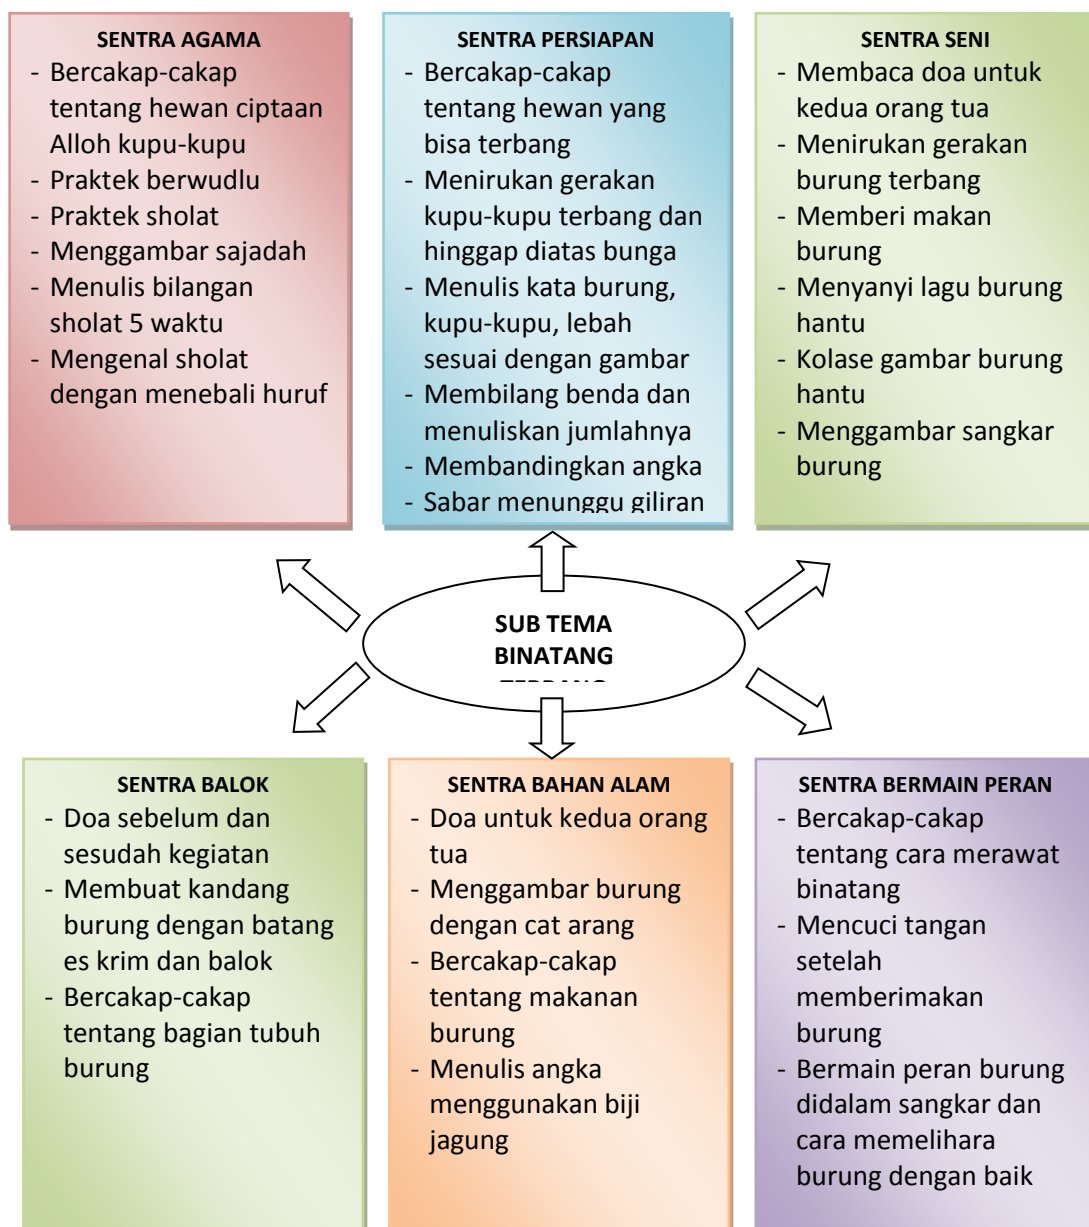 SENTRA AGAMA
- Bercakap-cakap
tentang hewan ciptaan
Alloh kupu-kupu
- Praktek berwudlu
- Praktek sholat
- Menggambar sajadah
- Menulis bilangan
sholat 5 waktu
- Mengenal sholat
dengan menebali huruf
SENTRA PERSIAPAN
- Bercakap-cakap
tentang hewan yang
bisa terbang
- Menirukan gerakan
kupu-kupu terbang dan
hinggap diatas bunga
- Menulis kata burung,
kupu-kupu, lebah
sesuai dengan gambar
- Membilang benda dan
menuliskan jumlahnya
- Membandingkan angka
- Sabar menunggu giliran
SENTRA SENI
- Membaca doa untuk
kedua orang tua
- Menirukan gerakan
burung terbang
- Memberi makan
burung
- Menyanyi lagu burung
hantu
- Kolase gambar burung
hantu
- Menggambar sangkar
burung
SUB TEMA
BINATANG
TERBANG
SENTRA BALOK
- Doa sebelum dan
sesudah kegiatan
- Membuat kandang
burung dengan batang
es krim dan balok
- Bercakap-cakap
tentang bagian tubuh
burung
SENTRA BAHAN ALAM
- Doa untuk kedua orang
tua
- Menggambar burung
dengan cat arang
- Bercakap-cakap
tentang makanan
burung
- Menulis angka
menggunakan biji
jagung
SENTRA BERMAIN PERAN
- Bercakap-cakap
tentang cara merawat
binatang
- Mencuci tangan
setelah
memberimakan
burung
- Bermain peran burung
didalam sangkar dan
cara memelihara
burung dengan baik